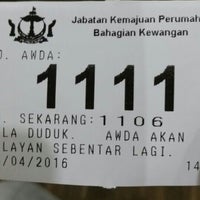 Jabatan Kemajuan Perumah
Bahagian Kewangan
O. AWDA:
1111
. SEKARANG: 1106
LA DUDUK. AWDA AKAN
LAYAN SEBENTAR LAGI.
/04/2016 14